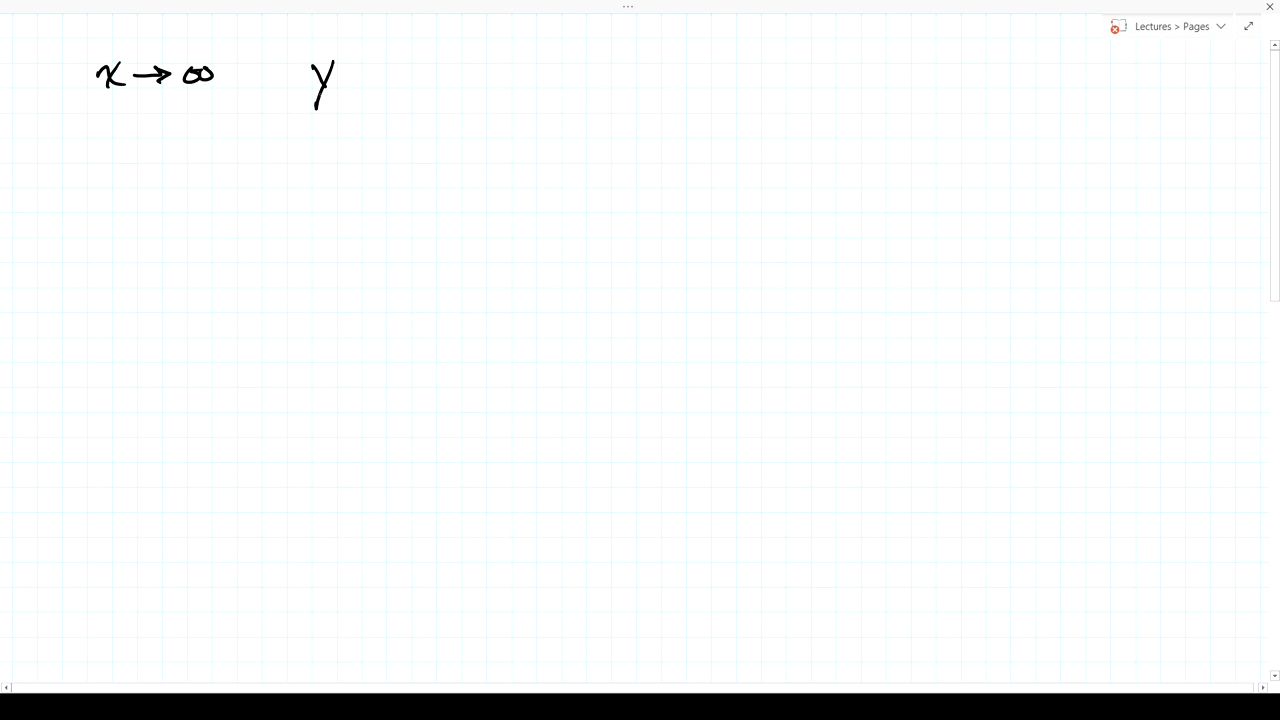 Lectures > Pages
x → ∞ y